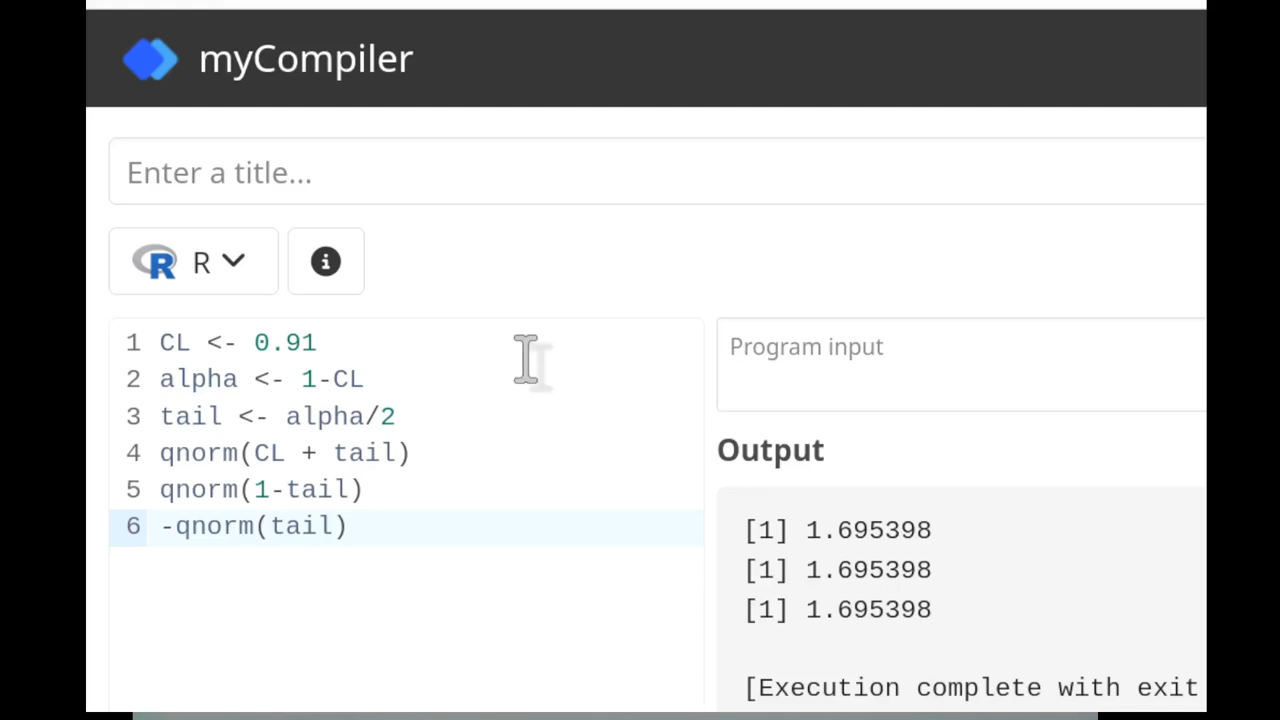 myCompiler
Enter a title...
R
1 CL <- 0.91
2 alpha <- 1-CL
3 tail <- alpha/2
4 qnorm(CL + tail)
5 qnorm(1-tail)
6 -qnorm(tail)
Program input
Output
[1] 1.695398
[1] 1.695398
[1] 1.695398
[Execution complete with exit